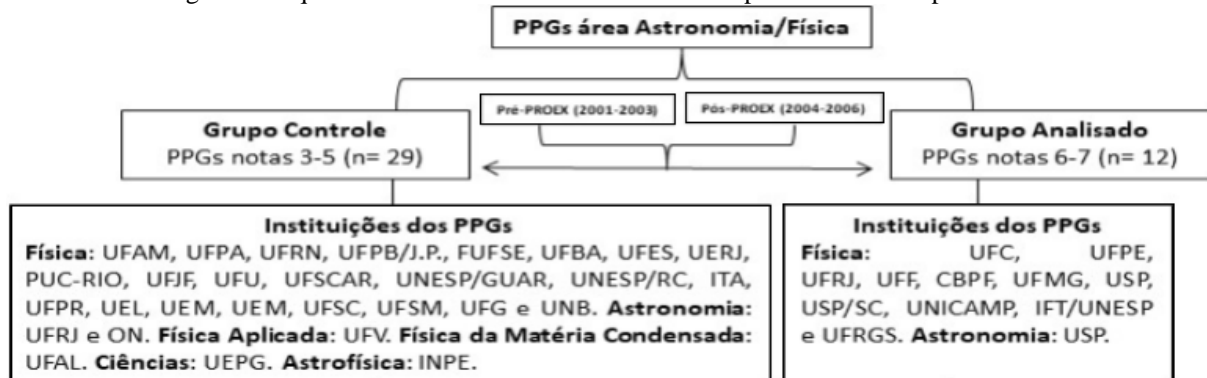 PPGs área Astronomia/Física
Pré-PROEX (2001-2003)
Pós-PROEX (2004-2006)
Grupo Controle
PPGs notas 3-5 (n= 29)
Grupo Analisado
PPGs notas 6-7 (n= 12)
Instituições dos PPGs
Física: UFAM, UFPA, UFRN, UFPB/J.P., FUFSE, UFBA, UFES, UERJ,
PUC-RIO, UFJF, UFU, UFSCAR, UNESP/GUAR, UNESP/RC, ITA,
UFPR, UEL, UEM, UEM, UFSC, UFSM, UFG e UNB. Astronomia:
UFRJ e ON. Física Aplicada: UFV. Física da Matéria Condensada:
UFAL. Ciências: UEPG. Astrofísica: INPE.
Instituições dos PPGs
Física: UFC, UFPE,
UFRJ, UFF, CBPF, UFMG, USP,
USP/SC, UNICAMP, IFT/UNESP
e UFRGS. Astronomia: USP.